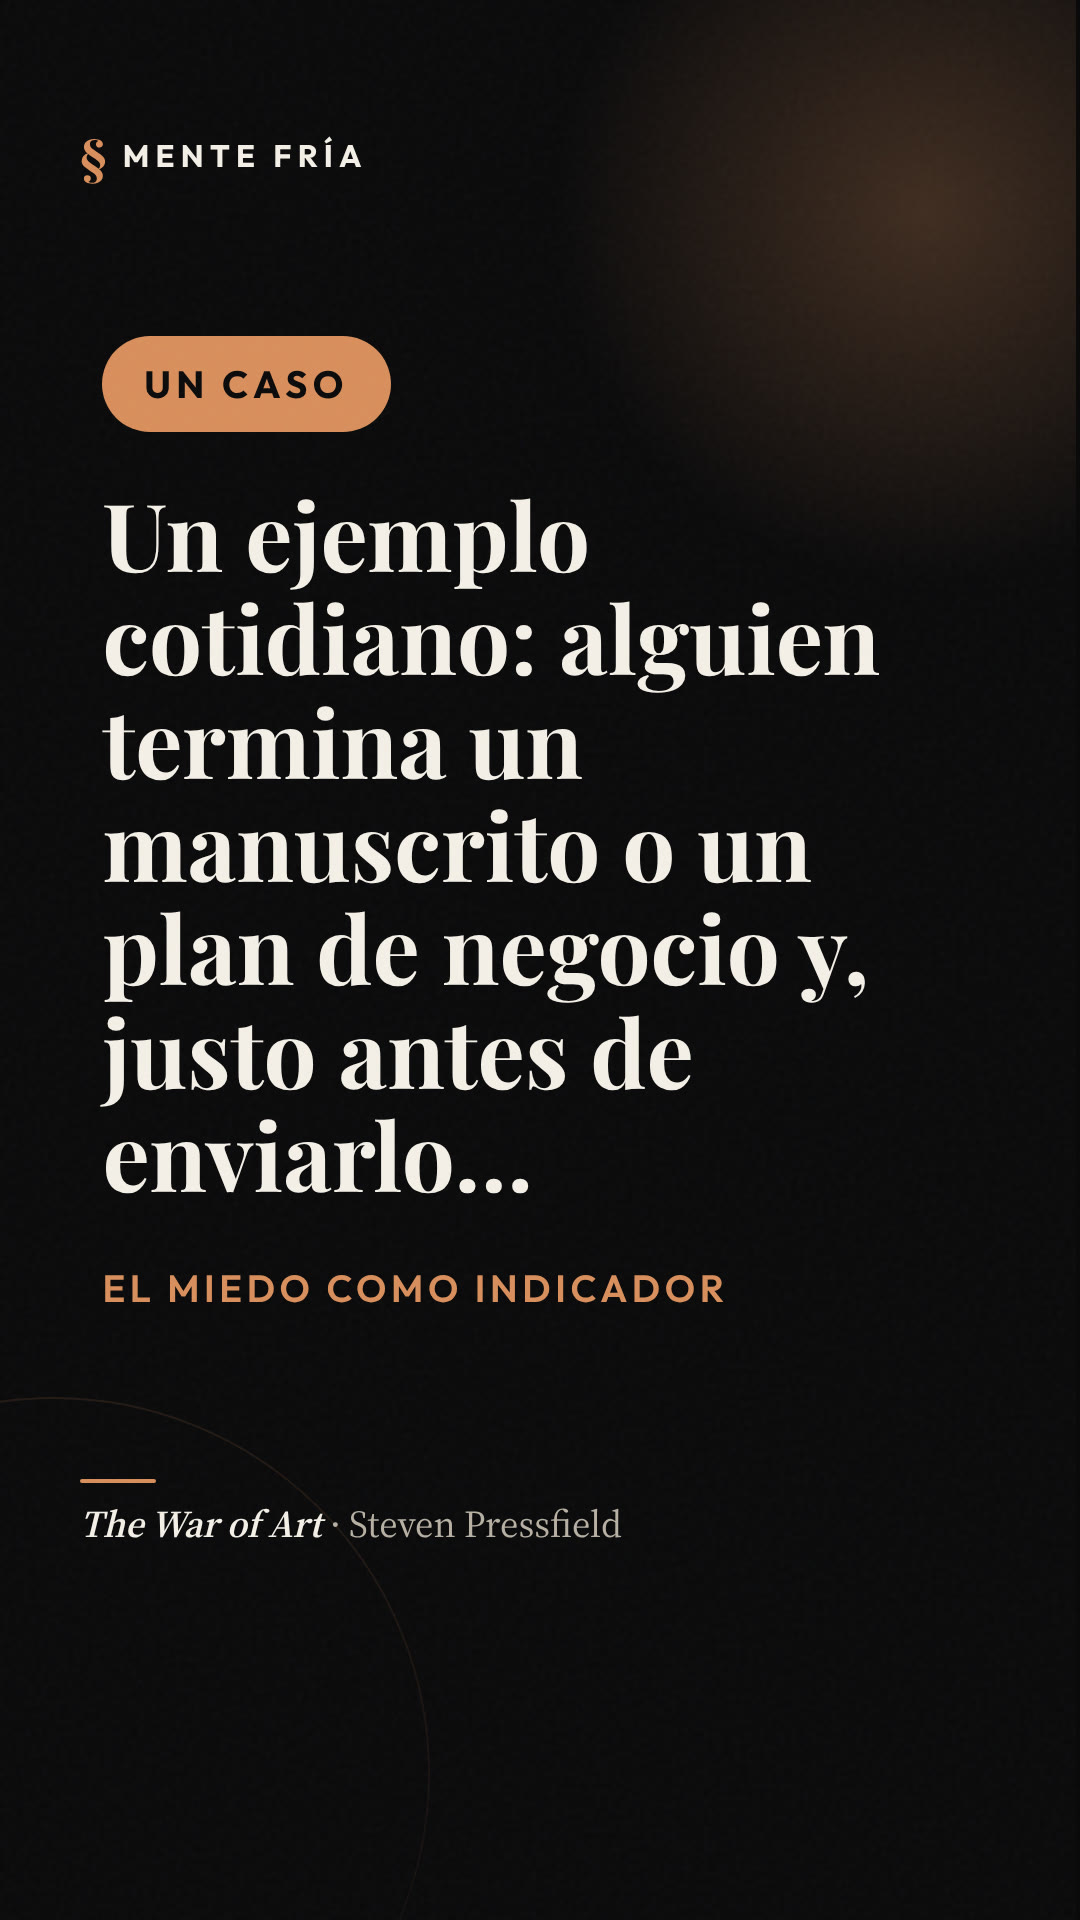 § MENTE FRÍA
UN CASO
Un ejemplo
cotidiano: alguien
termina un
manuscrito o un
plan de negocio y,
justo antes de
enviarlo...
EL MIEDO COMO INDICADOR
The War of Art · Steven Pressfield